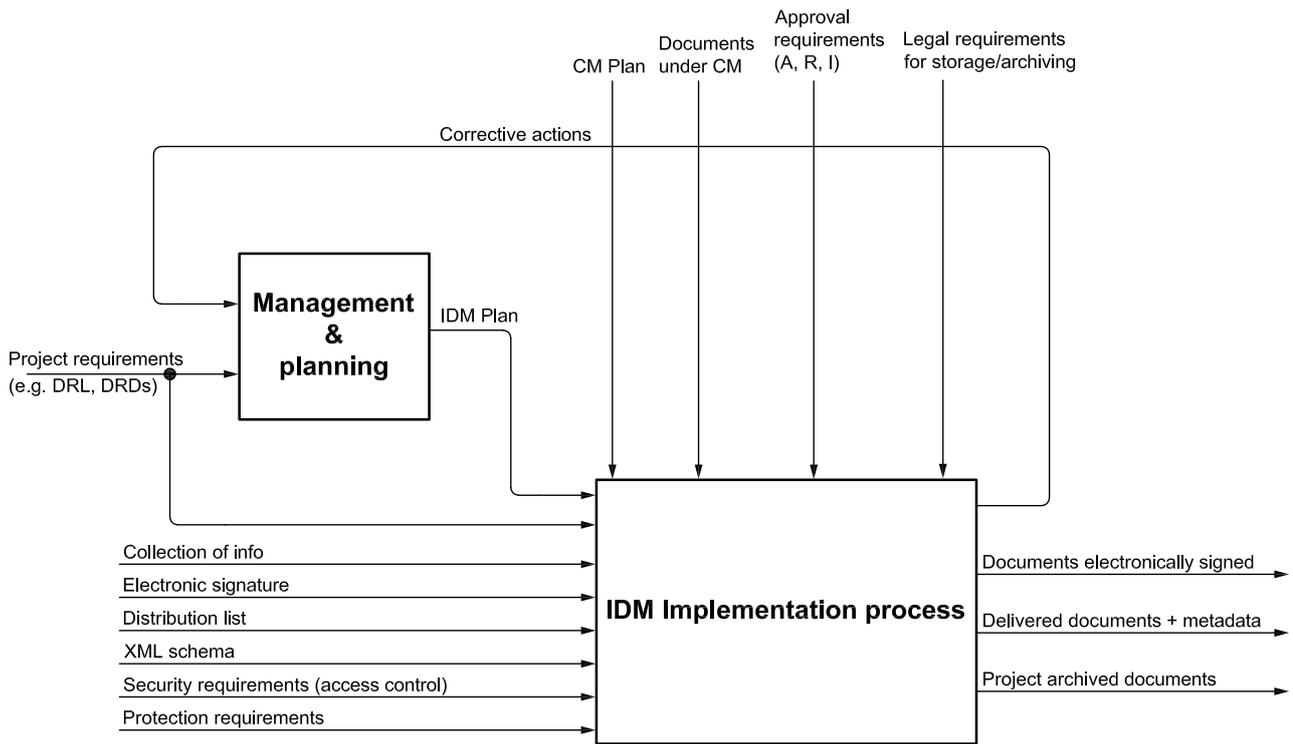 Approval
requirements
(A, R, I)
Legal requirements
for storage/archiving
Documents
under CM
CM Plan
Corrective actions
Management
&
planning
IDM Plan
Project requirements
(e.g. DRL, DRDs)
Collection of info
Electronic signature
Distribution list
XML schema
Security requirements (access control)
Protection requirements
IDM Implementation process
Documents electronically signed
Delivered documents + metadata
Project archived documents